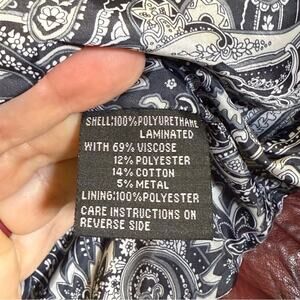 SHELL:100%POLYURETHANE
LAMINATED
WITH 69% VISCOSE
12% POLYESTER
14% COTTON
5% METAL
LINING:100%POLYESTER
CARE INSTRUCTIONS ON
REVERSE SIDE